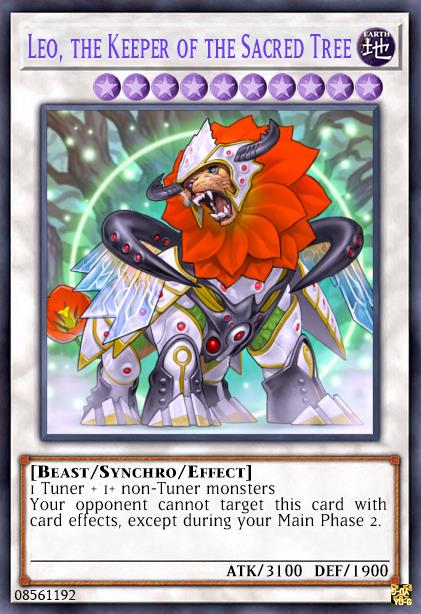 Leo, the Keeper of the Sacred Tree
EARTH
地
[Beast/Synchro/Effect]
1 Tuner + 1+ non-Tuner monsters
Your opponent cannot target this card with
card effects, except during your Main Phase 2.
ATK/3100 DEF/1900
08561192